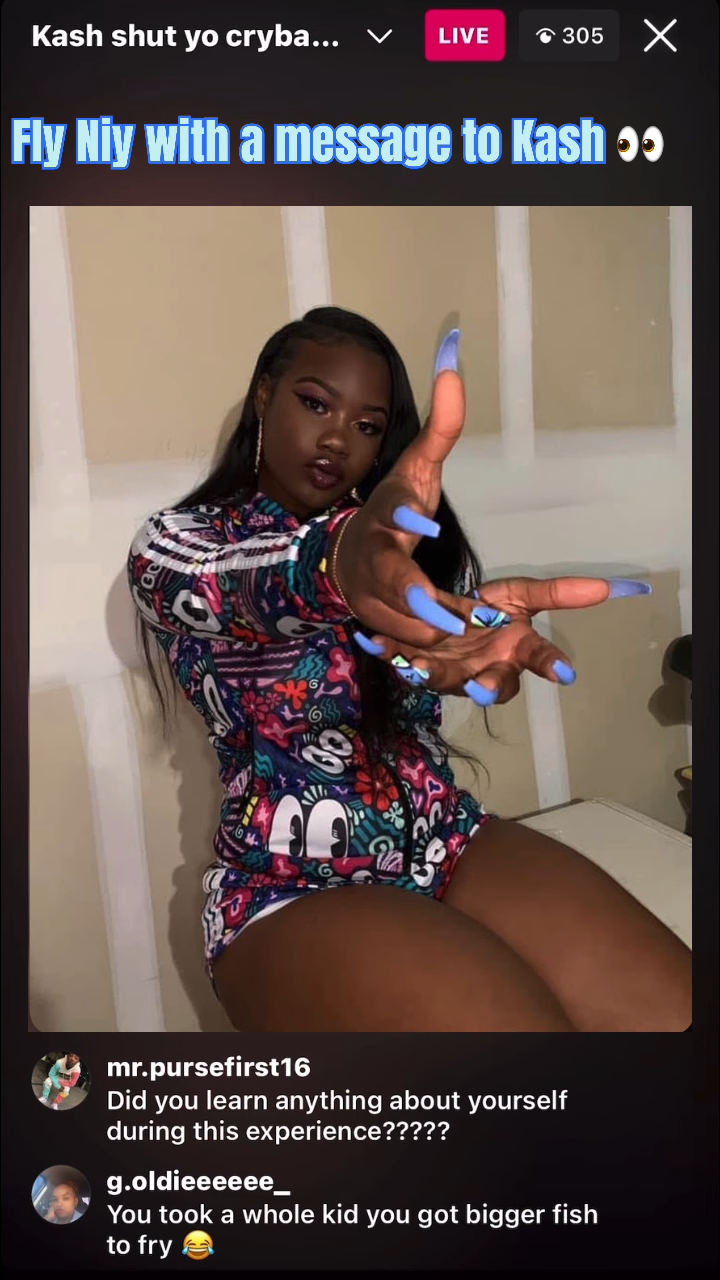 Kash shut yo cryba...
LIVE
305
Fly Niy with a message to Kash 👀
mr.pursefirst16
Did you learn anything about yourself
during this experience?????
g.oldieeeeee_
You took a whole kid you got bigger fish
to fry 😂